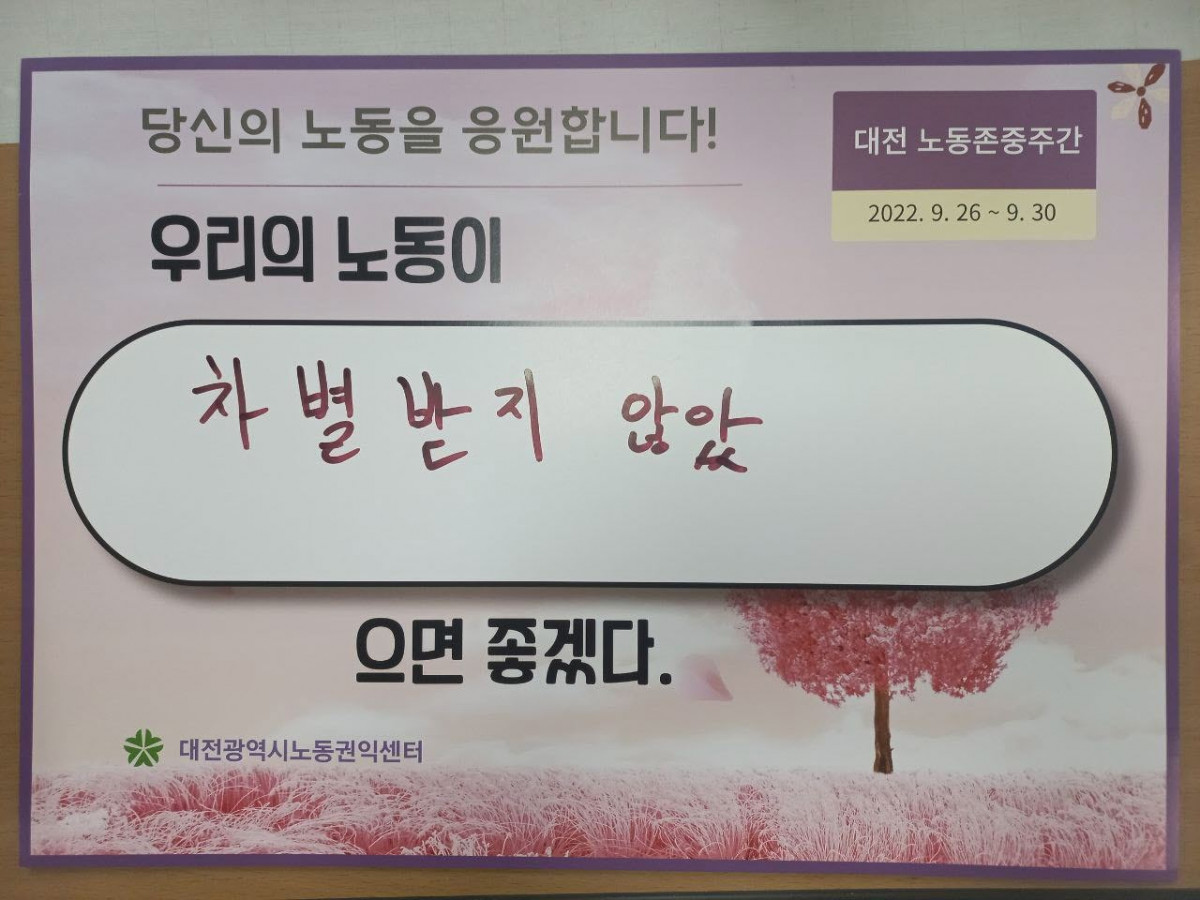 당신의 노동을 응원합니다!
대전 노동존중주간
2022. 9. 26 ~ 9. 30
우리의 노동이
차별받지 않았
으면 좋겠다.
대전광역시노동권익센터